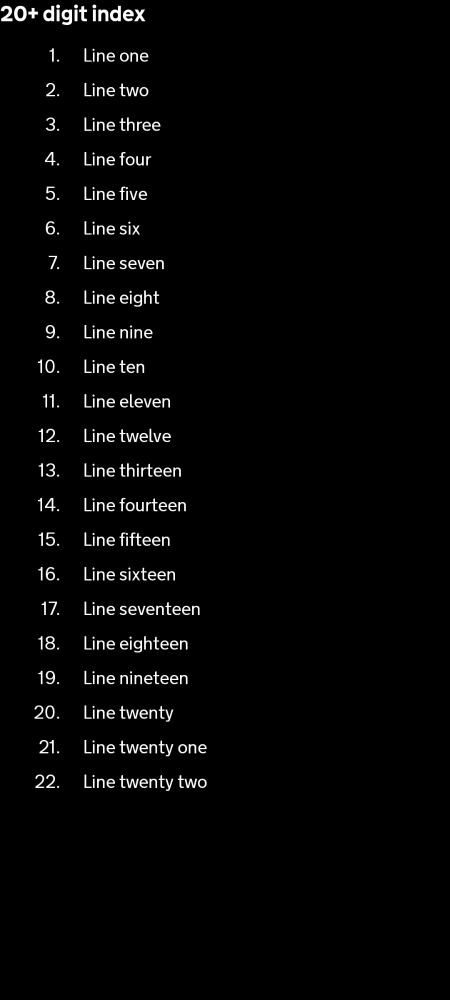 20+ digit index
1. Line one
2. Line two
3. Line three
4. Line four
5. Line five
6. Line six
7. Line seven
8. Line eight
9. Line nine
10. Line ten
11. Line eleven
12. Line twelve
13. Line thirteen
14. Line fourteen
15. Line fifteen
16. Line sixteen
17. Line seventeen
18. Line eighteen
19. Line nineteen
20. Line twenty
21. Line twenty one
22. Line twenty two